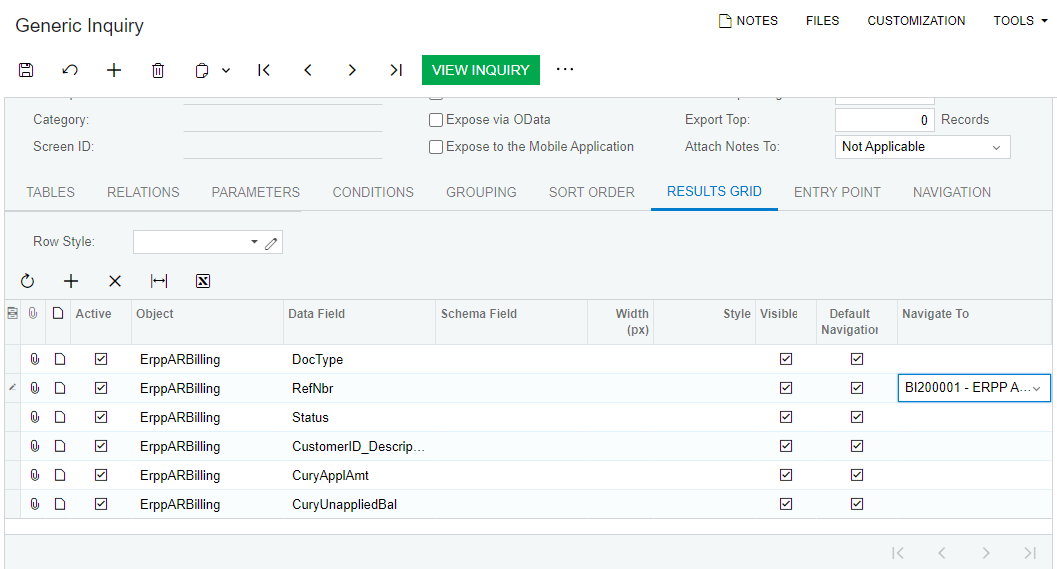 Generic Inquiry
NOTES FILES CUSTOMIZATION TOOLS
VIEW INQUIRY
Category: Expose via OData Export Top: 0 Records
Screen ID: Expose to the Mobile Application Attach Notes To: Not Applicable
TABLES RELATIONS PARAMETERS CONDITIONS GROUPING SORT ORDER RESULTS GRID ENTRY POINT NAVIGATION
Row Style:
Active Object Data Field Schema Field Width (px) Style Visible Default Navigation Navigate To
ErppARBilling DocType
ErppARBilling RefNbr BI200001 - ERPP A...
ErppARBilling Status
ErppARBilling CustomerID_Descrip...
ErppARBilling CuryApplAmt
ErppARBilling CuryUnappliedBal